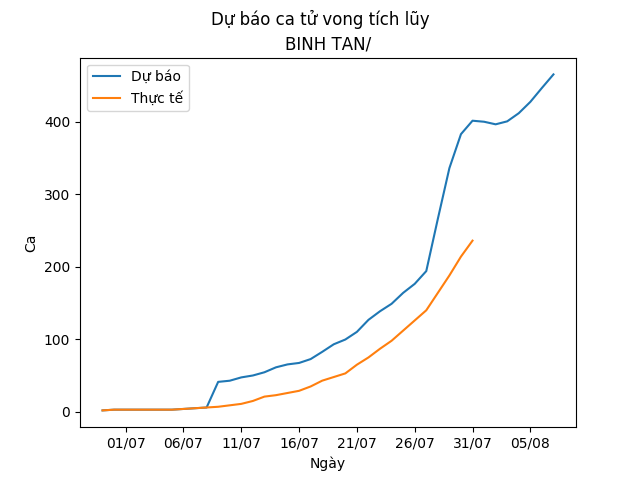 Dự báo ca tử vong tích lũy
BINH TAN/
Dự báo
Thực tế
Ca
400
300
200
100
0
01/07 06/07 11/07 16/07 21/07 26/07 31/07 05/08
Ngày